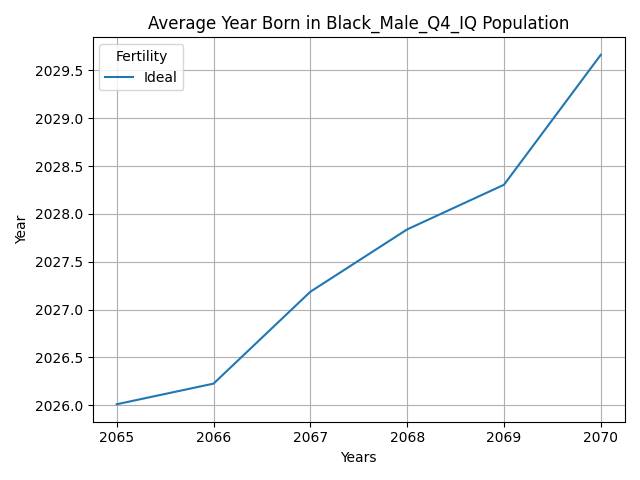 Average Year Born in Black_Male_Q4_IQ Population
Fertility
Ideal
2029.5
2029.0
2028.5
2028.0
2027.5
2027.0
2026.5
2026.0
Year
2065 2066 2067 2068 2069 2070
Years